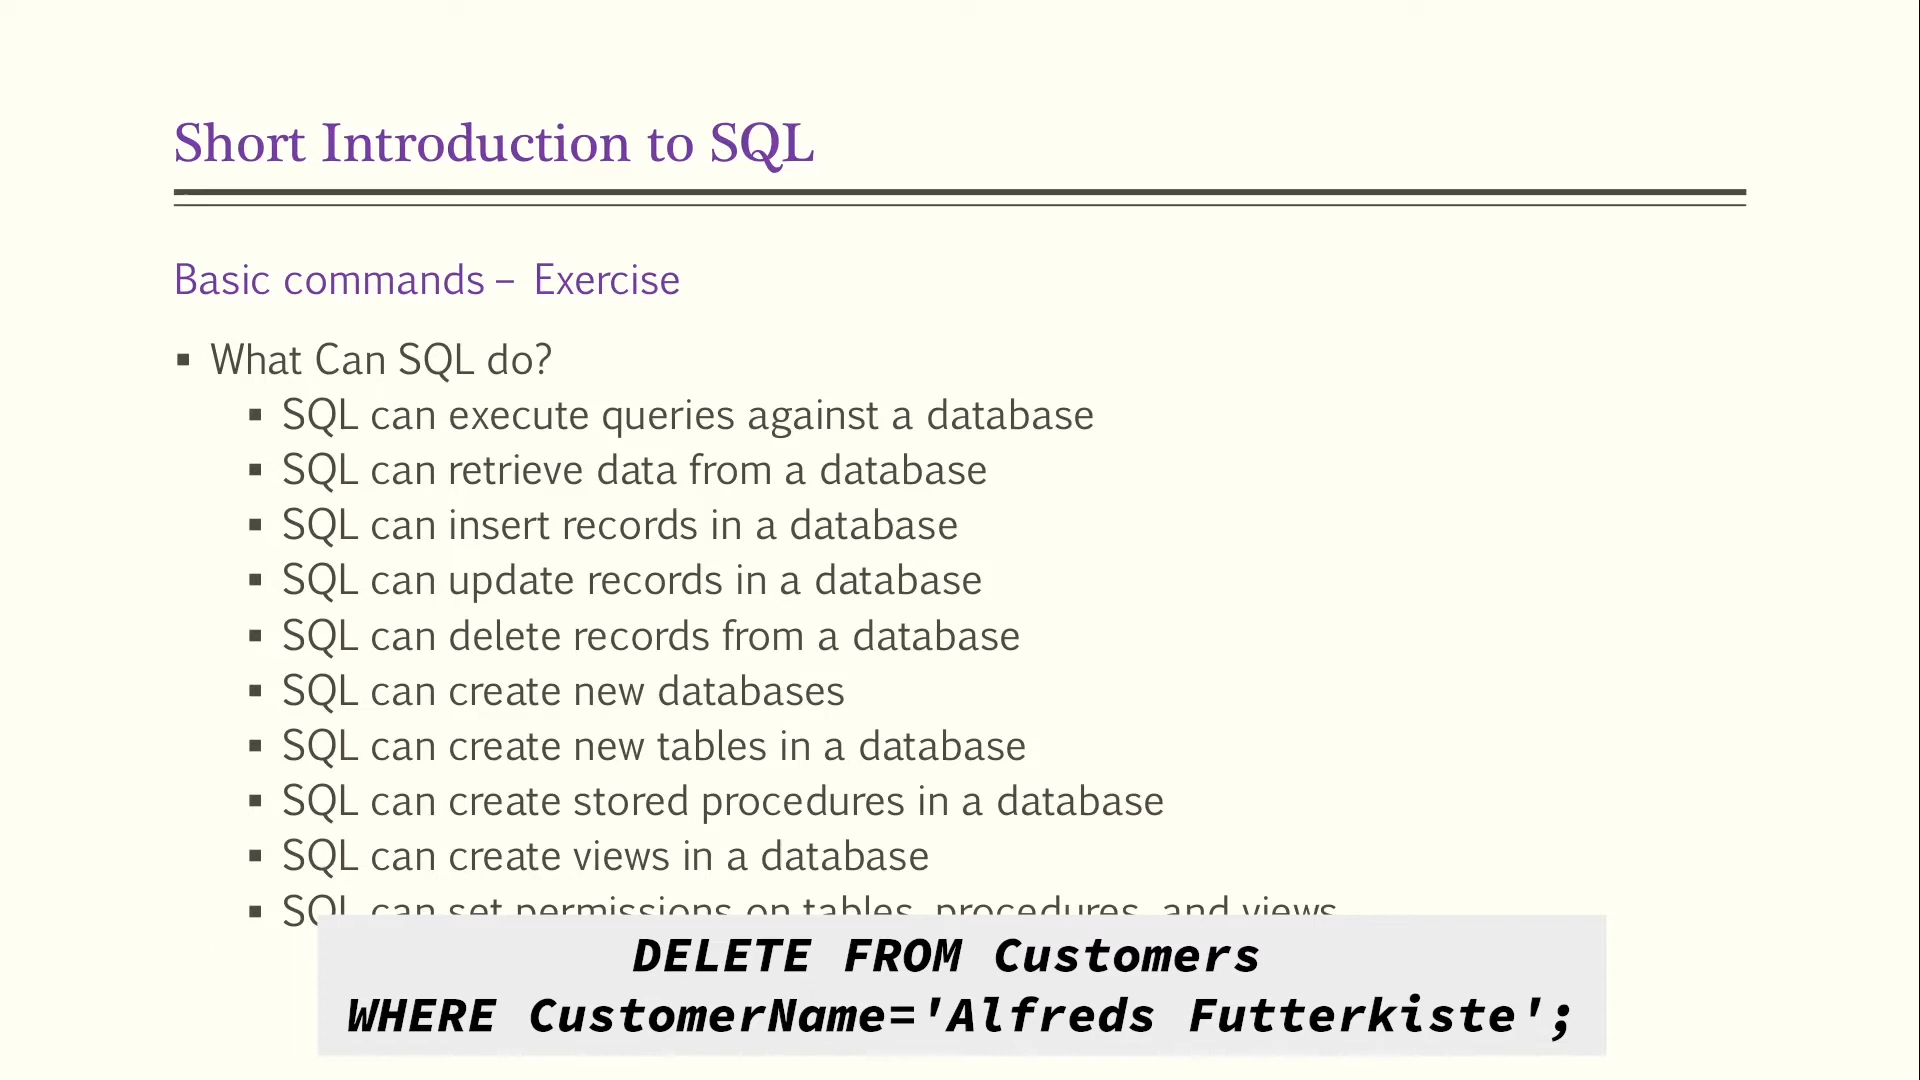 Short Introduction to SQL
Basic commands – Exercise
▪ What Can SQL do?
▪ SQL can execute queries against a database
▪ SQL can retrieve data from a database
▪ SQL can insert records in a database
▪ SQL can update records in a database
▪ SQL can delete records from a database
▪ SQL can create new databases
▪ SQL can create new tables in a database
▪ SQL can create stored procedures in a database
▪ SQL can create views in a database
▪ SQL can set permissions on tables, procedures, and views
DELETE FROM Customers
WHERE CustomerName='Alfreds Futterkiste';